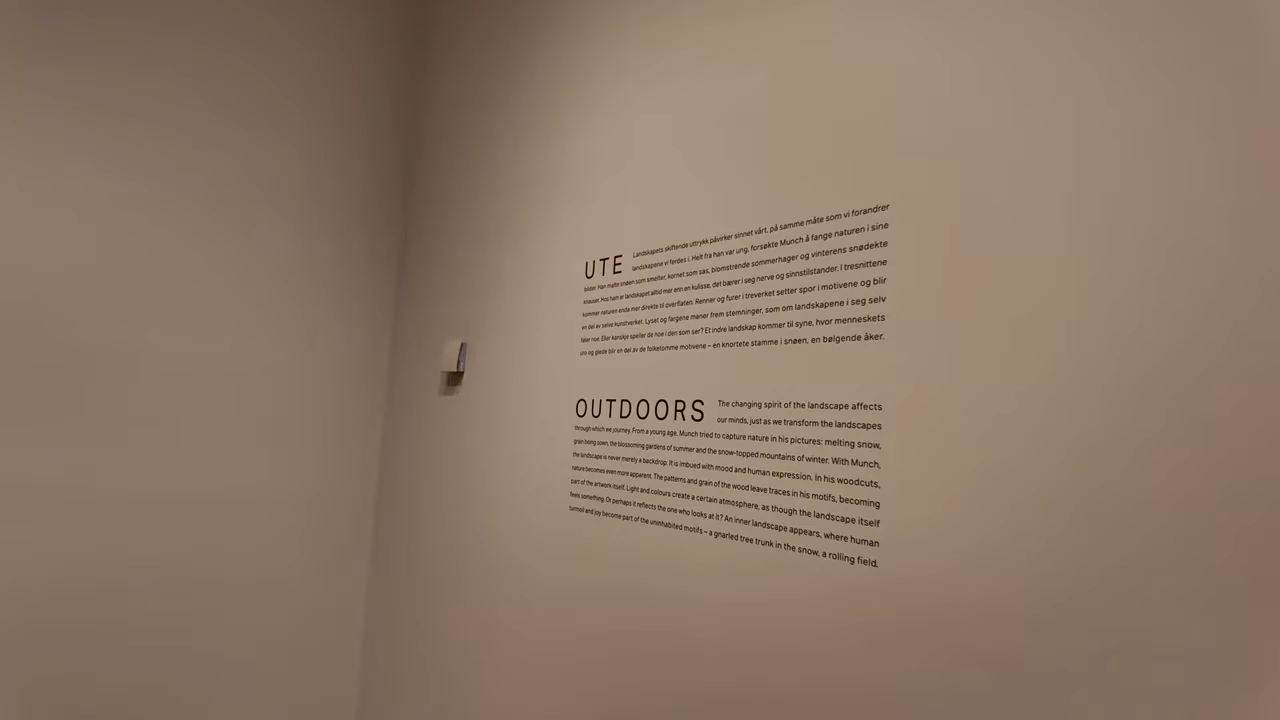 UTE Landskapets skiftende uttrykk påvirker sinnet vårt, på samme måte som vi forandrer
landskapene vi ferdes i. Helt fra han var ung, forsøkte Munch å fange naturen i sine
bilder. Han malte snøen som smelter, kornet som sås, blomstrende sommerhager og vinterens snødekte
knauser. Hos ham er landskapet alltid mer enn en kulisse, det bærer i seg nerve og sinnstilstander. I tresnittene
kommer naturen enda mer direkte til overflaten. Renner og furer i treverket setter spor i motivene og blir
en del av selve kunstverket. Lyset og fargene maner frem stemninger, som om landskapene i seg selv
føler noe. Eller kanskje speiler de noe i den som ser? Et indre landskap kommer til syne, hvor menneskets
uro og glede blir en del av de folketomme motivene – en knortete stamme i snøen, en bølgende åker.
OUTDOORS The changing spirit of the landscape affects
our minds, just as we transform the landscapes
through which we journey. From a young age, Munch tried to capture nature in his pictures: melting snow,
grain being sown, the blossoming gardens of summer and the snow-topped mountains of winter. With Munch,
the landscape is never merely a backdrop. It is imbued with mood and human expression. In his woodcuts,
nature becomes even more apparent. The patterns and grain of the wood leave traces in his motifs, becoming
part of the artwork itself. Light and colours create a certain atmosphere, as though the landscape itself
feels something. Or perhaps it reflects the one who looks at it? An inner landscape appears, where human
turmoil and joy become part of the uninhabited motifs – a gnarled tree trunk in the snow, a rolling field.